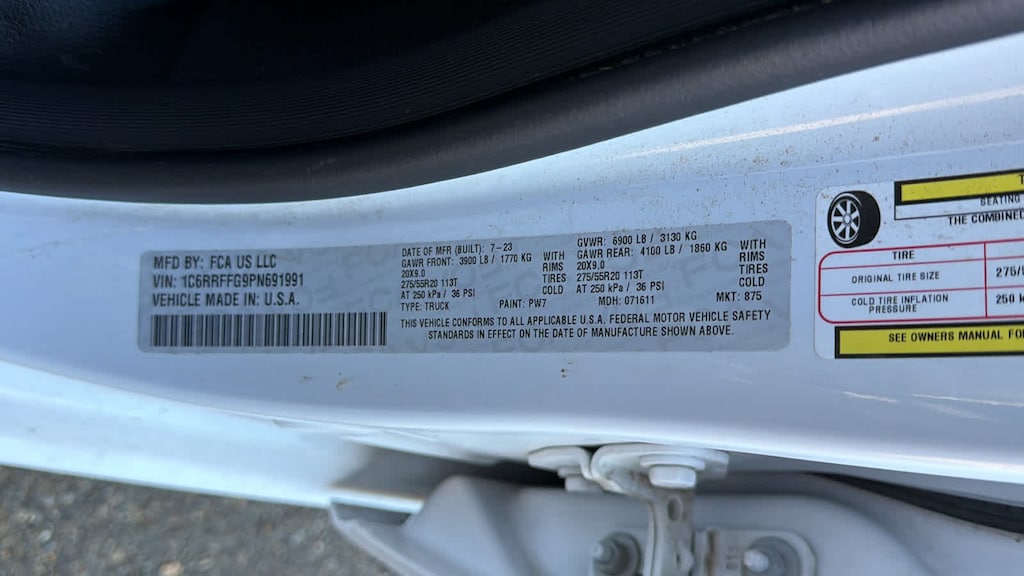 MFD BY: FCA US LLC
VIN: 1C6RRFFG9PN691991
VEHICLE MADE IN: U.S.A.
DATE OF MFR (BUILT): 7-23
GAWR FRONT: 3900 LB / 1770 KG WITH
20X9.0 RIMS
275/55R20 113T TIRES
AT 250 kPa / 36 PSI COLD
TYPE: TRUCK PAINT: PW7
GVWR: 6900 LB / 3130 KG
GAWR REAR: 4100 LB / 1860 KG WITH
20X9.0 RIMS
275/55R20 113T TIRES
AT 250 kPa / 36 PSI COLD
MDH: 071611 MKT: 875
THIS VEHICLE CONFORMS TO ALL APPLICABLE U.S.A. FEDERAL MOTOR VEHICLE SAFETY
STANDARDS IN EFFECT ON THE DATE OF MANUFACTURE SHOWN ABOVE.
SEATING
THE COMBINE
TIRE
ORIGINAL TIRE SIZE 275/
COLD TIRE INFLATION PRESSURE 250
SEE OWNERS MANUAL